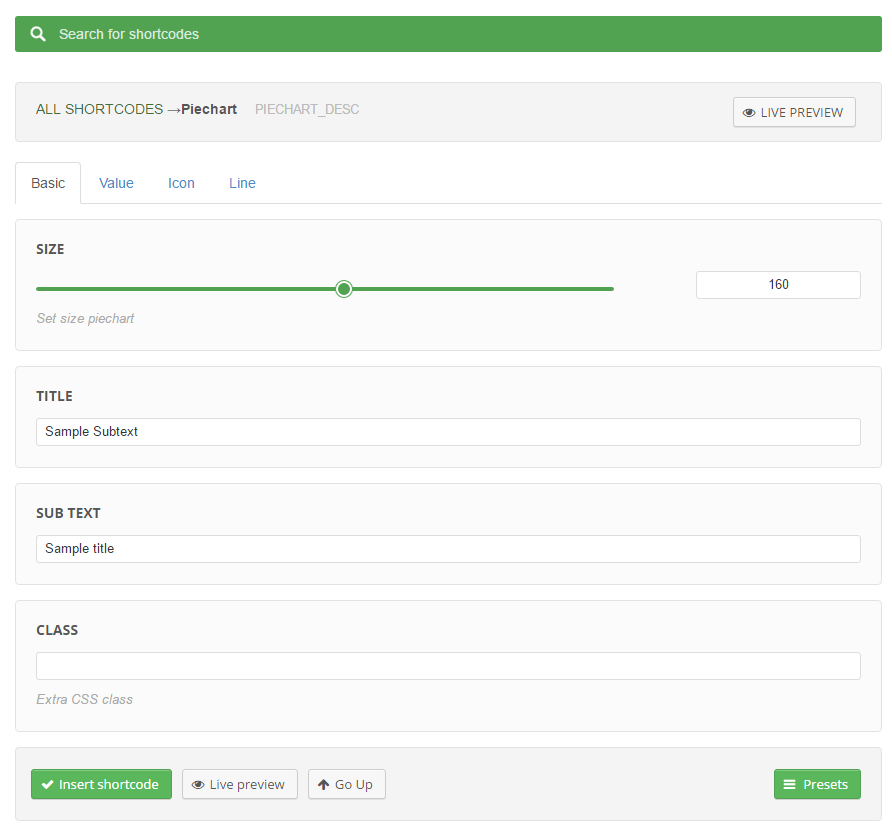 Search for shortcodes
ALL SHORTCODES →Piechart PIECHART_DESC LIVE PREVIEW
Basic Value Icon Line
SIZE
160
Set size piechart
TITLE
Sample Subtext
SUB TEXT
Sample title
CLASS
Extra CSS class
Insert shortcode Live preview Go Up Presets